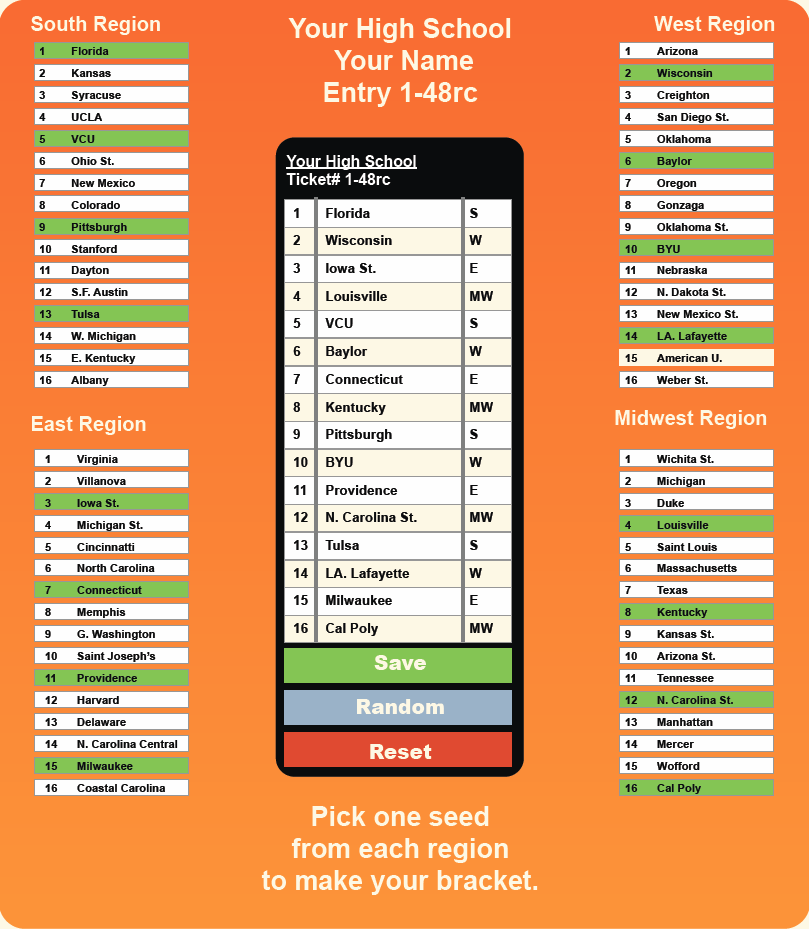 South Region
1 Florida
2 Kansas
3 Syracuse
4 UCLA
5 VCU
6 Ohio St.
7 New Mexico
8 Colorado
9 Pittsburgh
10 Stanford
11 Dayton
12 S.F. Austin
13 Tulsa
14 W. Michigan
15 E. Kentucky
16 Albany
East Region
1 Virginia
2 Villanova
3 Iowa St.
4 Michigan St.
5 Cincinnatti
6 North Carolina
7 Connecticut
8 Memphis
9 G. Washington
10 Saint Joseph's
11 Providence
12 Harvard
13 Delaware
14 N. Carolina Central
15 Milwaukee
16 Coastal Carolina
Your High School
Your Name
Entry 1-48rc
Your High School
Ticket# 1-48rc
1 Florida S
2 Wisconsin W
3 Iowa St. E
4 Louisville MW
5 VCU S
6 Baylor W
7 Connecticut E
8 Kentucky MW
9 Pittsburgh S
10 BYU W
11 Providence E
12 N. Carolina St. MW
13 Tulsa S
14 LA. Lafayette W
15 Milwaukee E
16 Cal Poly MW
Save
Random
Reset
Pick one seed
from each region
to make your bracket.
West Region
1 Arizona
2 Wisconsin
3 Creighton
4 San Diego St.
5 Oklahoma
6 Baylor
7 Oregon
8 Gonzaga
9 Oklahoma St.
10 BYU
11 Nebraska
12 N. Dakota St.
13 New Mexico St.
14 LA. Lafayette
15 American U.
16 Weber St.
Midwest Region
1 Wichita St.
2 Michigan
3 Duke
4 Louisville
5 Saint Louis
6 Massachusetts
7 Texas
8 Kentucky
9 Kansas St.
10 Arizona St.
11 Tennessee
12 N. Carolina St.
13 Manhattan
14 Mercer
15 Wofford
16 Cal Poly